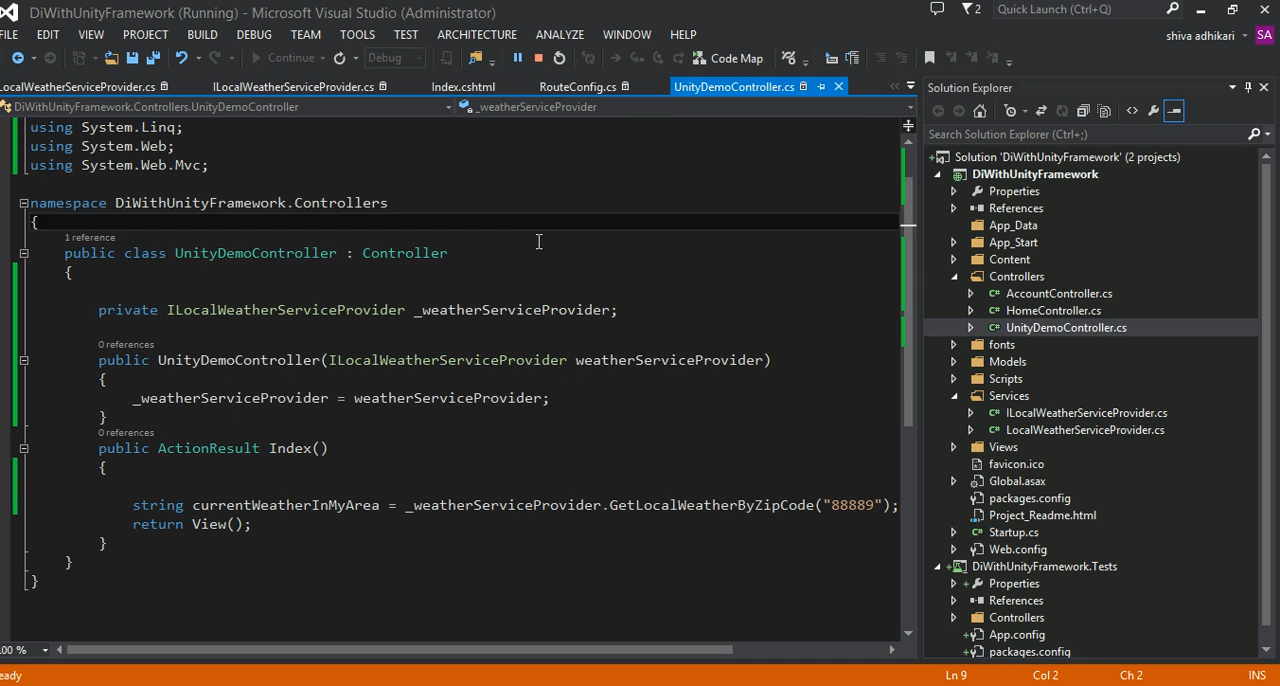 DiWithUnityFramework (Running) - Microsoft Visual Studio (Administrator)
2
Quick Launch (Ctrl+Q)
FILE EDIT VIEW PROJECT BUILD DEBUG TEAM TOOLS TEST ARCHITECTURE ANALYZE WINDOW HELP
shiva adhikari
SA
Continue
Debug
Code Map
LocalWeatherServiceProvider.cs
ILocalWeatherServiceProvider.cs
Index.cshtml
RouteConfig.cs
UnityDemoController.cs
DiWithUnityFramework.Controllers.UnityDemoController
_weatherServiceProvider
using System.Linq;
using System.Web;
using System.Web.Mvc;
namespace DiWithUnityFramework.Controllers
{
1 reference
public class UnityDemoController : Controller
{
private ILocalWeatherServiceProvider _weatherServiceProvider;
0 references
public UnityDemoController(ILocalWeatherServiceProvider weatherServiceProvider)
{
_weatherServiceProvider = weatherServiceProvider;
}
0 references
public ActionResult Index()
{
string currentWeatherInMyArea = _weatherServiceProvider.GetLocalWeatherByZipCode("88889");
return View();
}
}
}
00 %
Solution Explorer
Search Solution Explorer (Ctrl+;)
Solution 'DiWithUnityFramework' (2 projects)
DiWithUnityFramework
Properties
References
App_Data
App_Start
Content
Controllers
AccountController.cs
HomeController.cs
UnityDemoController.cs
fonts
Models
Scripts
Services
ILocalWeatherServiceProvider.cs
LocalWeatherServiceProvider.cs
Views
favicon.ico
Global.asax
packages.config
Project_Readme.html
Startup.cs
Web.config
DiWithUnityFramework.Tests
Properties
References
Controllers
App.config
packages.config
eady
Ln 9
Col 2
Ch 2
INS